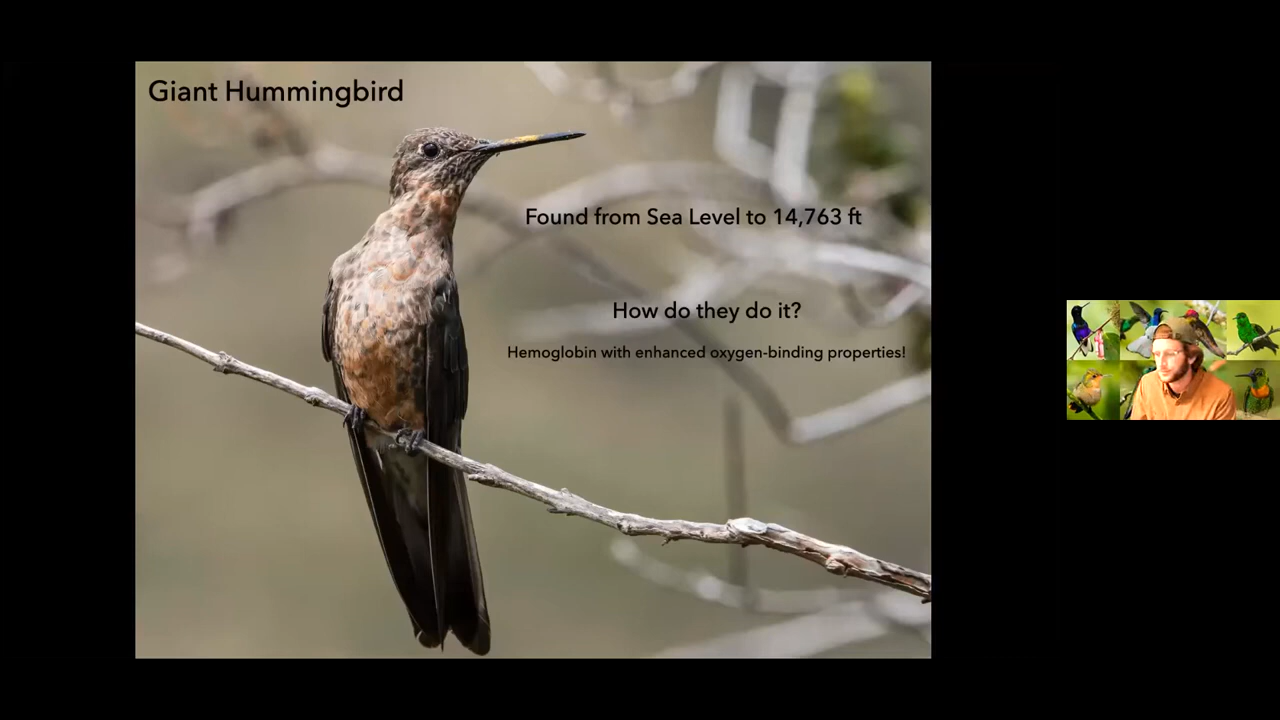 Giant Hummingbird
Found from Sea Level to 14,763 ft
How do they do it?
Hemoglobin with enhanced oxygen-binding properties!